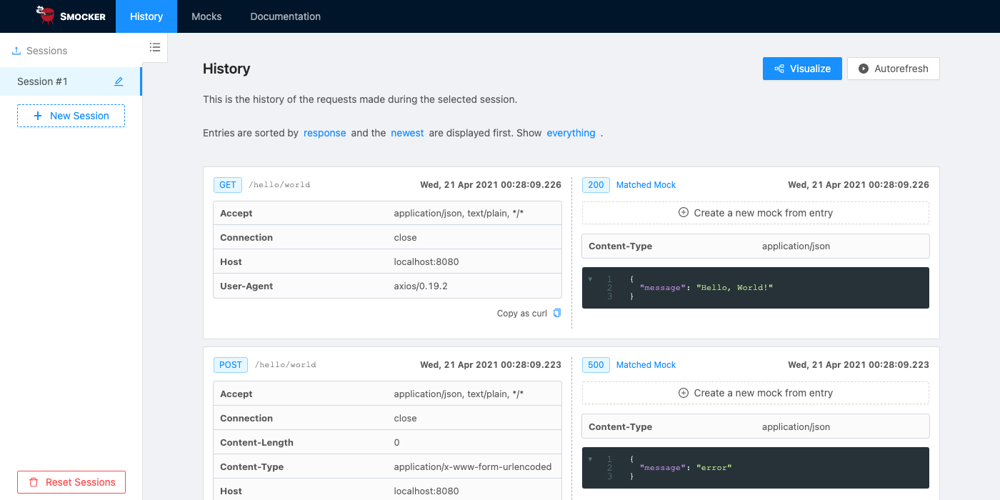 SMOCKER
History
Mocks
Documentation
Sessions
Session #1
New Session
Reset Sessions
History
Visualize
Autorefresh
This is the history of the requests made during the selected session.
Entries are sorted by response and the newest are displayed first. Show everything .
GET /hello/world Wed, 21 Apr 2021 00:28:09.226
Accept application/json, text/plain, */*
Connection close
Host localhost:8080
User-Agent axios/0.19.2
Copy as curl
200 Matched Mock Wed, 21 Apr 2021 00:28:09.226
Create a new mock from entry
Content-Type application/json
1 {
2 "message": "Hello, World!"
3 }
POST /hello/world Wed, 21 Apr 2021 00:28:09.223
Accept application/json, text/plain, */*
Connection close
Content-Length 0
Content-Type application/x-www-form-urlencoded
Host localhost:8080
500 Matched Mock Wed, 21 Apr 2021 00:28:09.223
Create a new mock from entry
Content-Type application/json
1 {
2 "message": "error"
3 }